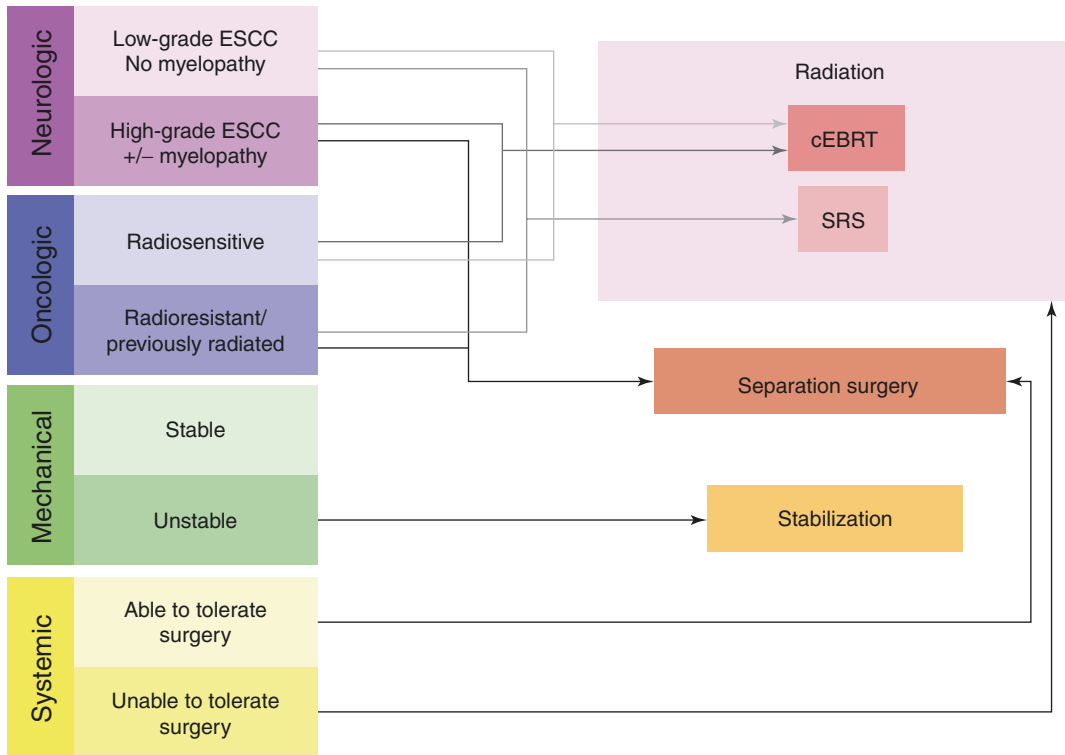 Neurologic
Low-grade ESCC
No myelopathy
High-grade ESCC
+/– myelopathy
Oncologic
Radiosensitive
Radioresistant/
previously radiated
Mechanical
Stable
Unstable
Systemic
Able to tolerate
surgery
Unable to tolerate
surgery
Radiation
cEBRT
SRS
Separation surgery
Stabilization